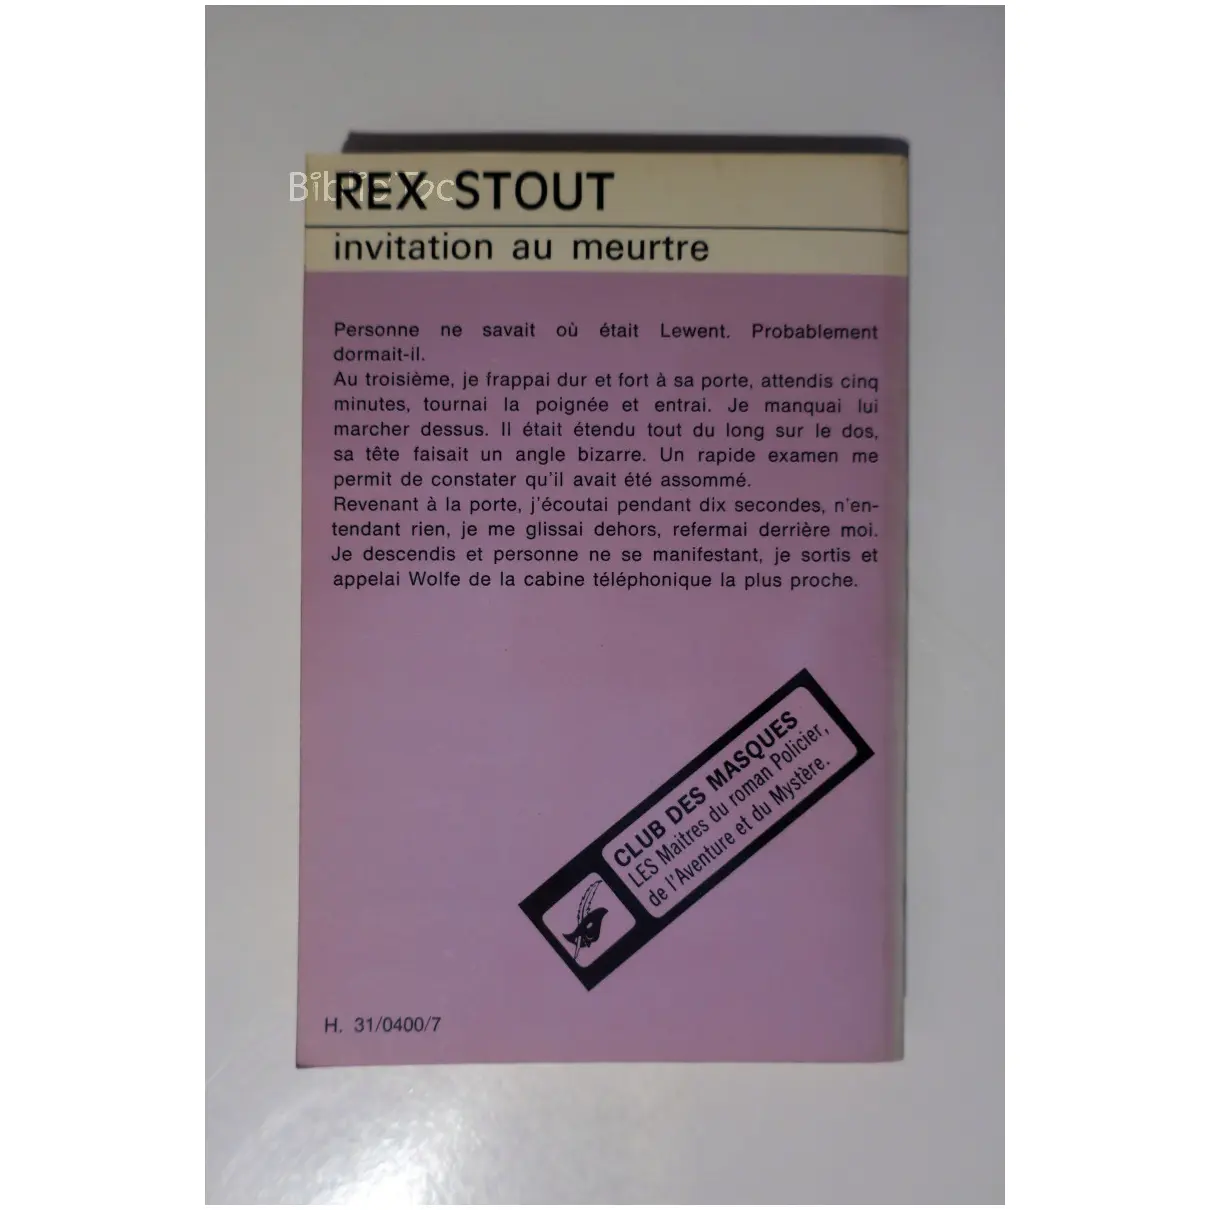 Biblio'Toc
REX STOUT
invitation au meurtre
Personne ne savait où était Lewent. Probablement
dormait-il.
Au troisième, je frappai dur et fort à sa porte, attendis cinq
minutes, tournai la poignée et entrai. Je manquai lui
marcher dessus. Il était étendu tout du long sur le dos,
sa tête faisait un angle bizarre. Un rapide examen me
permit de constater qu'il avait été assommé.
Revenant à la porte, j'écoutai pendant dix secondes, n'en-
tendant rien, je me glissai dehors, refermai derrière moi.
Je descendis et personne ne se manifestant, je sortis et
appelai Wolfe de la cabine téléphonique la plus proche.
CLUB DES MASQUES
LES Maîtres du roman Policier,
de l'Aventure et du Mystère.
H. 31/0400/7